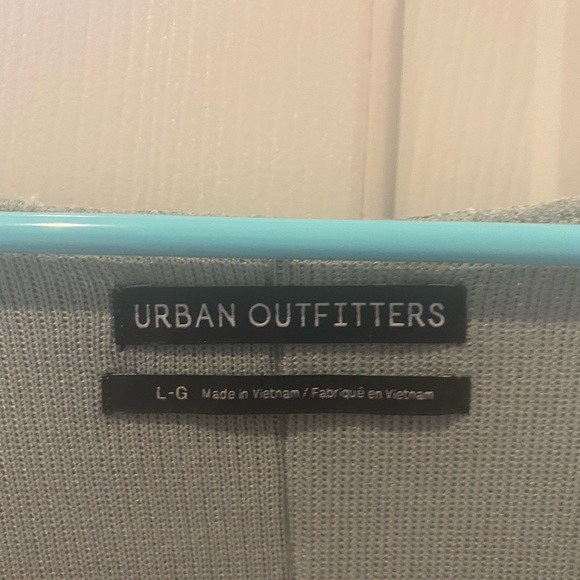 URBAN OUTFITTERS
L-G Made in Vietnam / Fabriqué en Vietnam